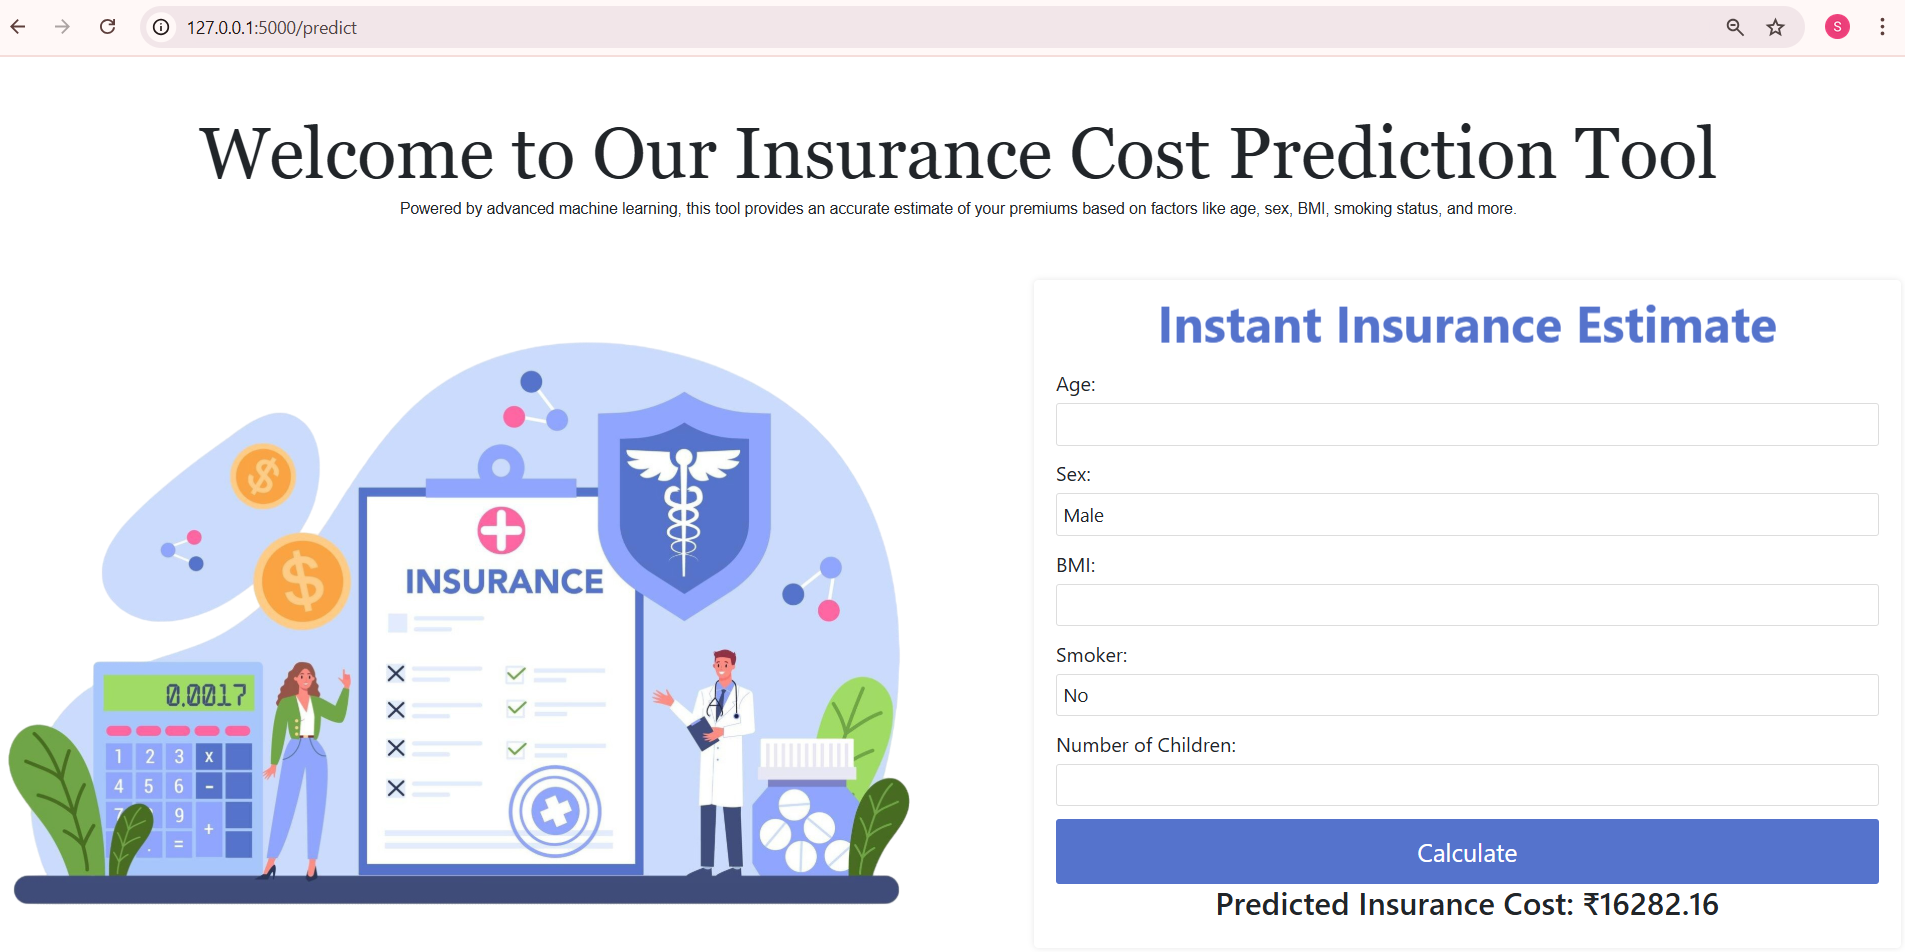 127.0.0.1:5000/predict
S
Welcome to Our Insurance Cost Prediction Tool
Powered by advanced machine learning, this tool provides an accurate estimate of your premiums based on factors like age, sex, BMI, smoking status, and more.
INSURANCE
0.0017
1 2 3 x
4 5 6 -
7 9 +
. =
Instant Insurance Estimate
Age:
Sex:
Male
BMI:
Smoker:
No
Number of Children:
Calculate
Predicted Insurance Cost: ₹16282.16